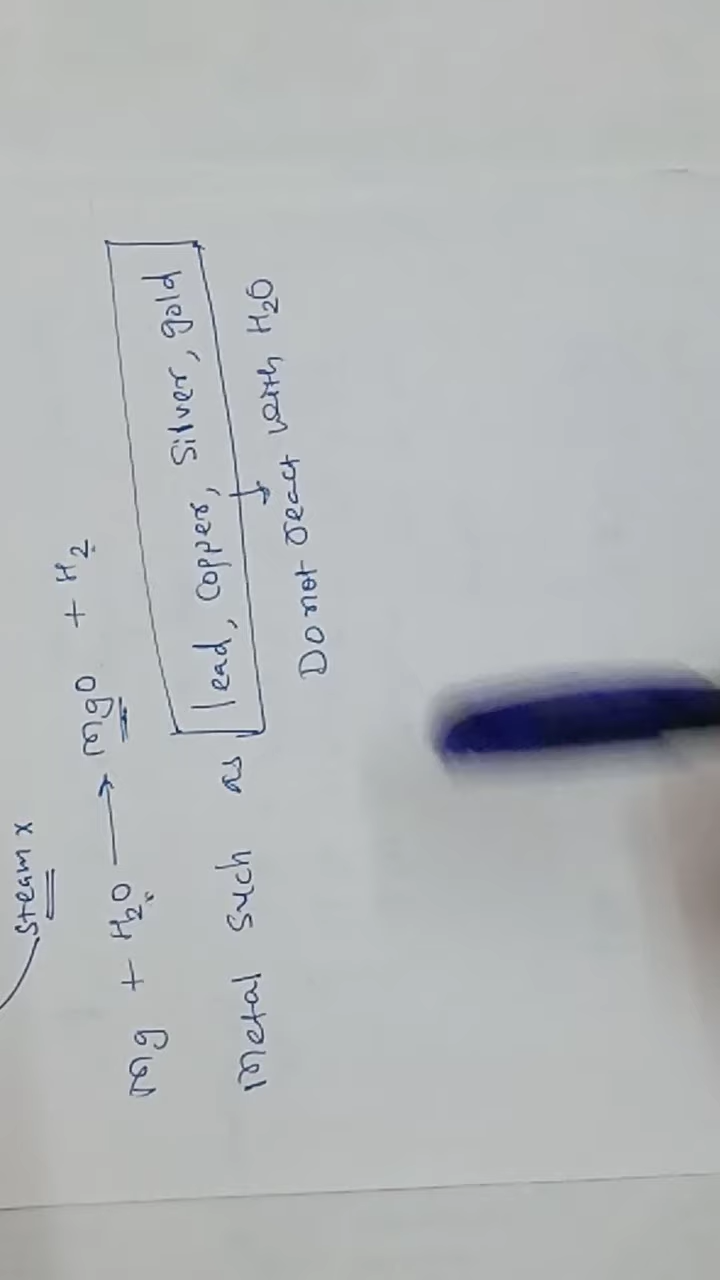 steam x
Mg + H2O → MgO + H2
Metal such as lead, copper, silver, gold
Do not react with H2O